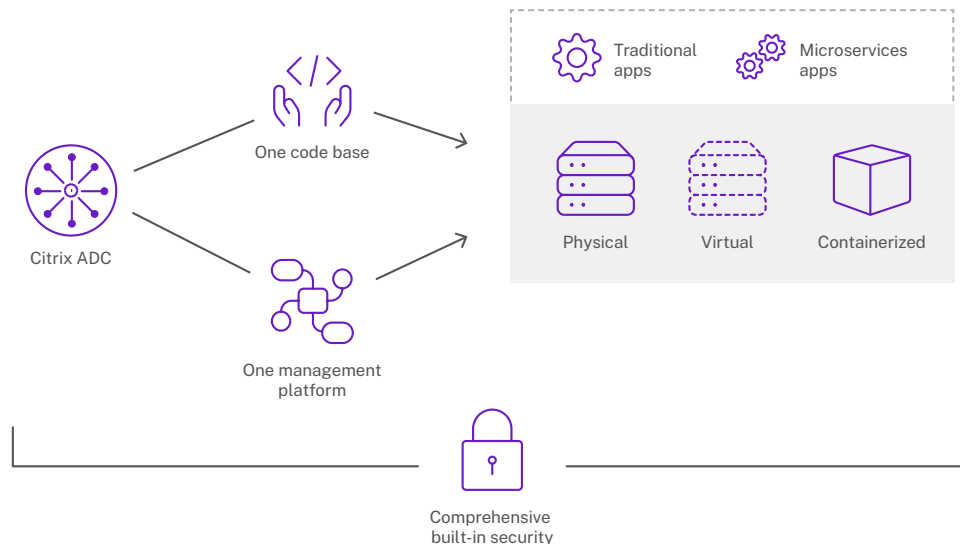 Traditional
apps
Microservices
apps
One code base
Citrix ADC
Physical
Virtual
Containerized
One management
platform
Comprehensive
built-in security